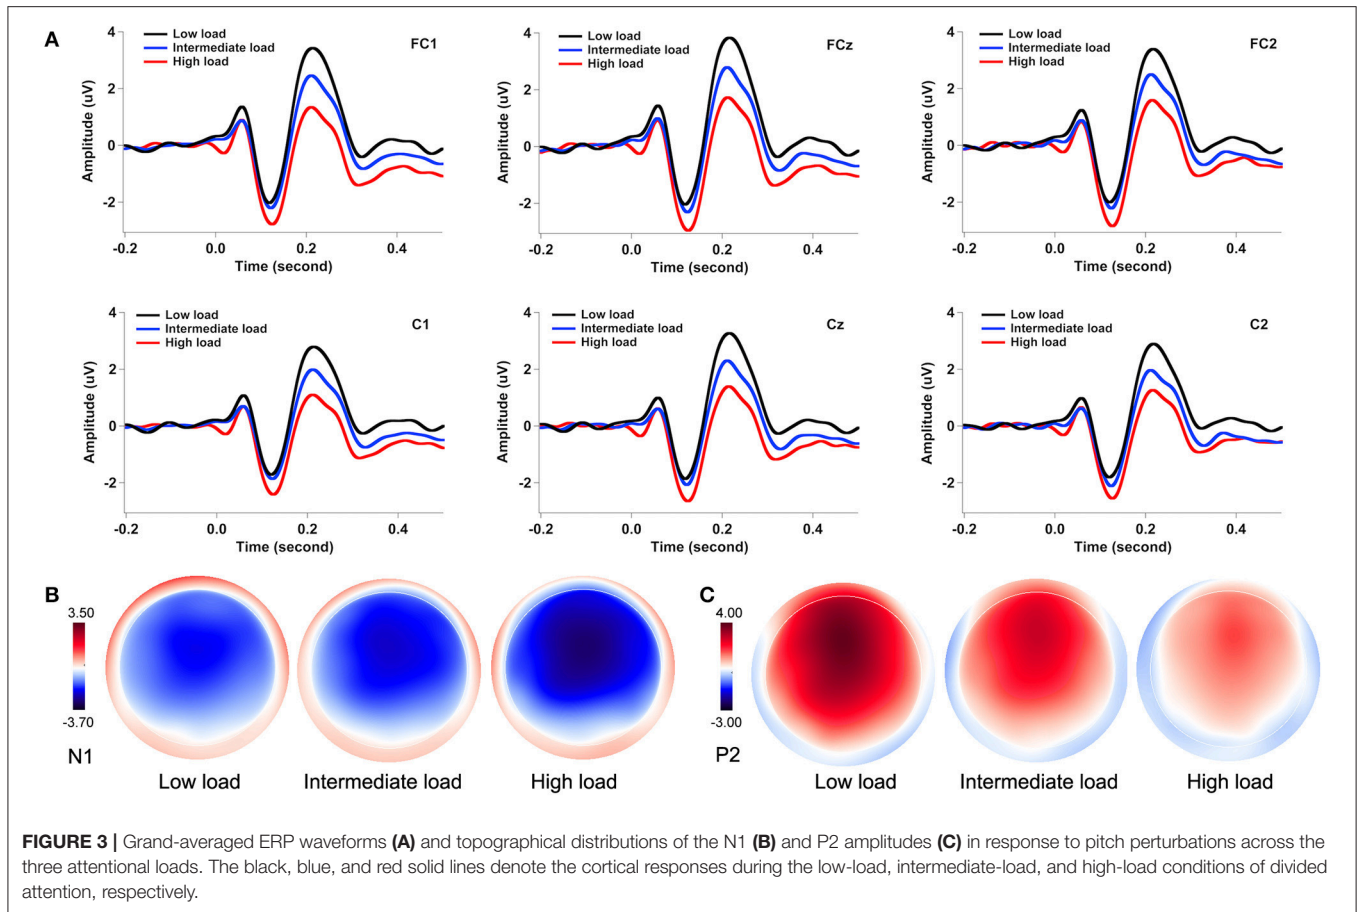 A
4
2
0
-2
Amplitude (uV)
Low load
Intermediate load
High load
FC1
-0.2 0.0 0.2 0.4
Time (second)
4
2
0
-2
Amplitude (uV)
Low load
Intermediate load
High load
FCz
-0.2 0.0 0.2 0.4
Time (second)
4
2
0
-2
Amplitude (uV)
Low load
Intermediate load
High load
FC2
-0.2 0.0 0.2 0.4
Time (second)
4
2
0
-2
Amplitude (uV)
Low load
Intermediate load
High load
C1
-0.2 0.0 0.2 0.4
Time (second)
4
2
0
-2
Amplitude (uV)
Low load
Intermediate load
High load
Cz
-0.2 0.0 0.2 0.4
Time (second)
4
2
0
-2
Amplitude (uV)
Low load
Intermediate load
High load
C2
-0.2 0.0 0.2 0.4
Time (second)
B
3.50
-3.70
N1
Low load
Intermediate load
High load
C
4.00
-3.00
P2
Low load
Intermediate load
High load
FIGURE 3 | Grand-averaged ERP waveforms (A) and topographical distributions of the N1 (B) and P2 amplitudes (C) in response to pitch perturbations across the
three attentional loads. The black, blue, and red solid lines denote the cortical responses during the low-load, intermediate-load, and high-load conditions of divided
attention, respectively.